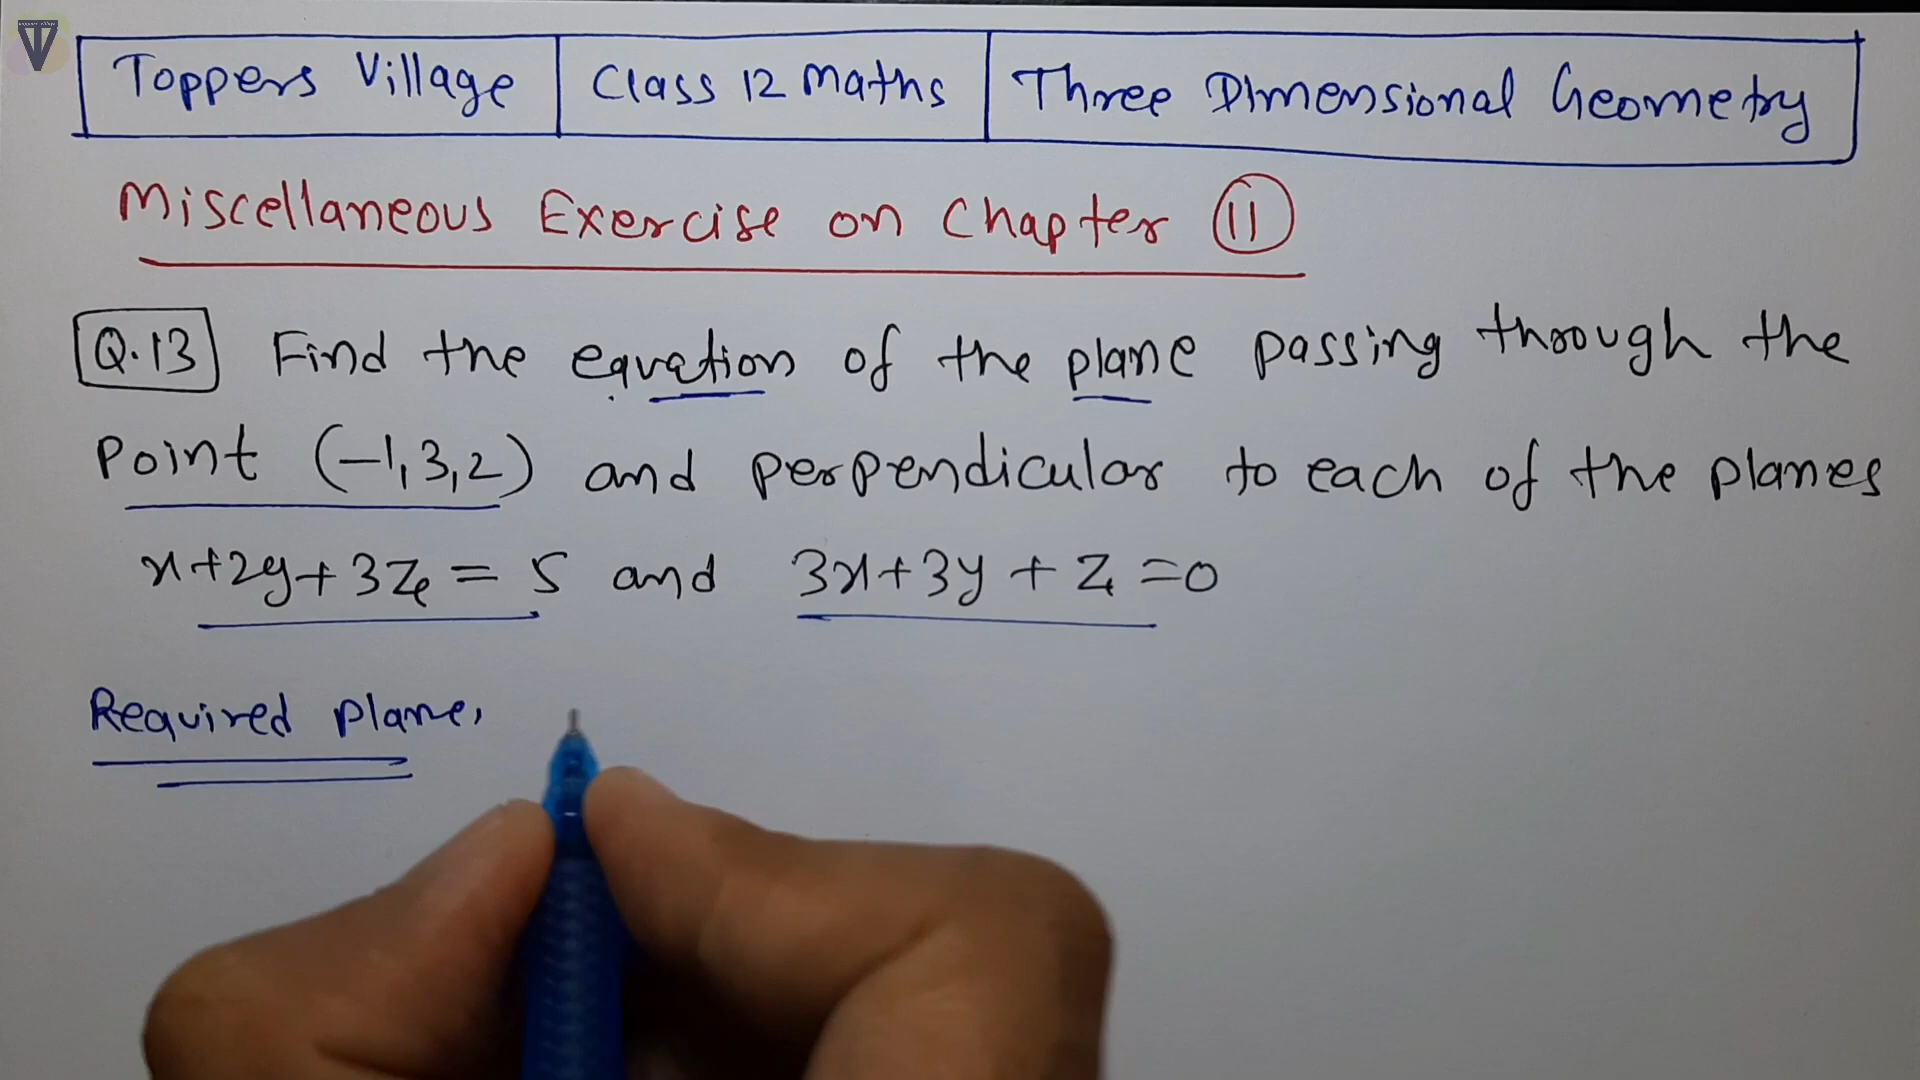 Toppers Village Class 12 Maths Three Dimensional Geometry
Miscellaneous Exercise on Chapter 11
Q.13 Find the equation of the plane passing through the
Point (-1,3,2) and perpendicular to each of the planes
x+2y+3z = 5 and 3x+3y+z=0
Required plane,